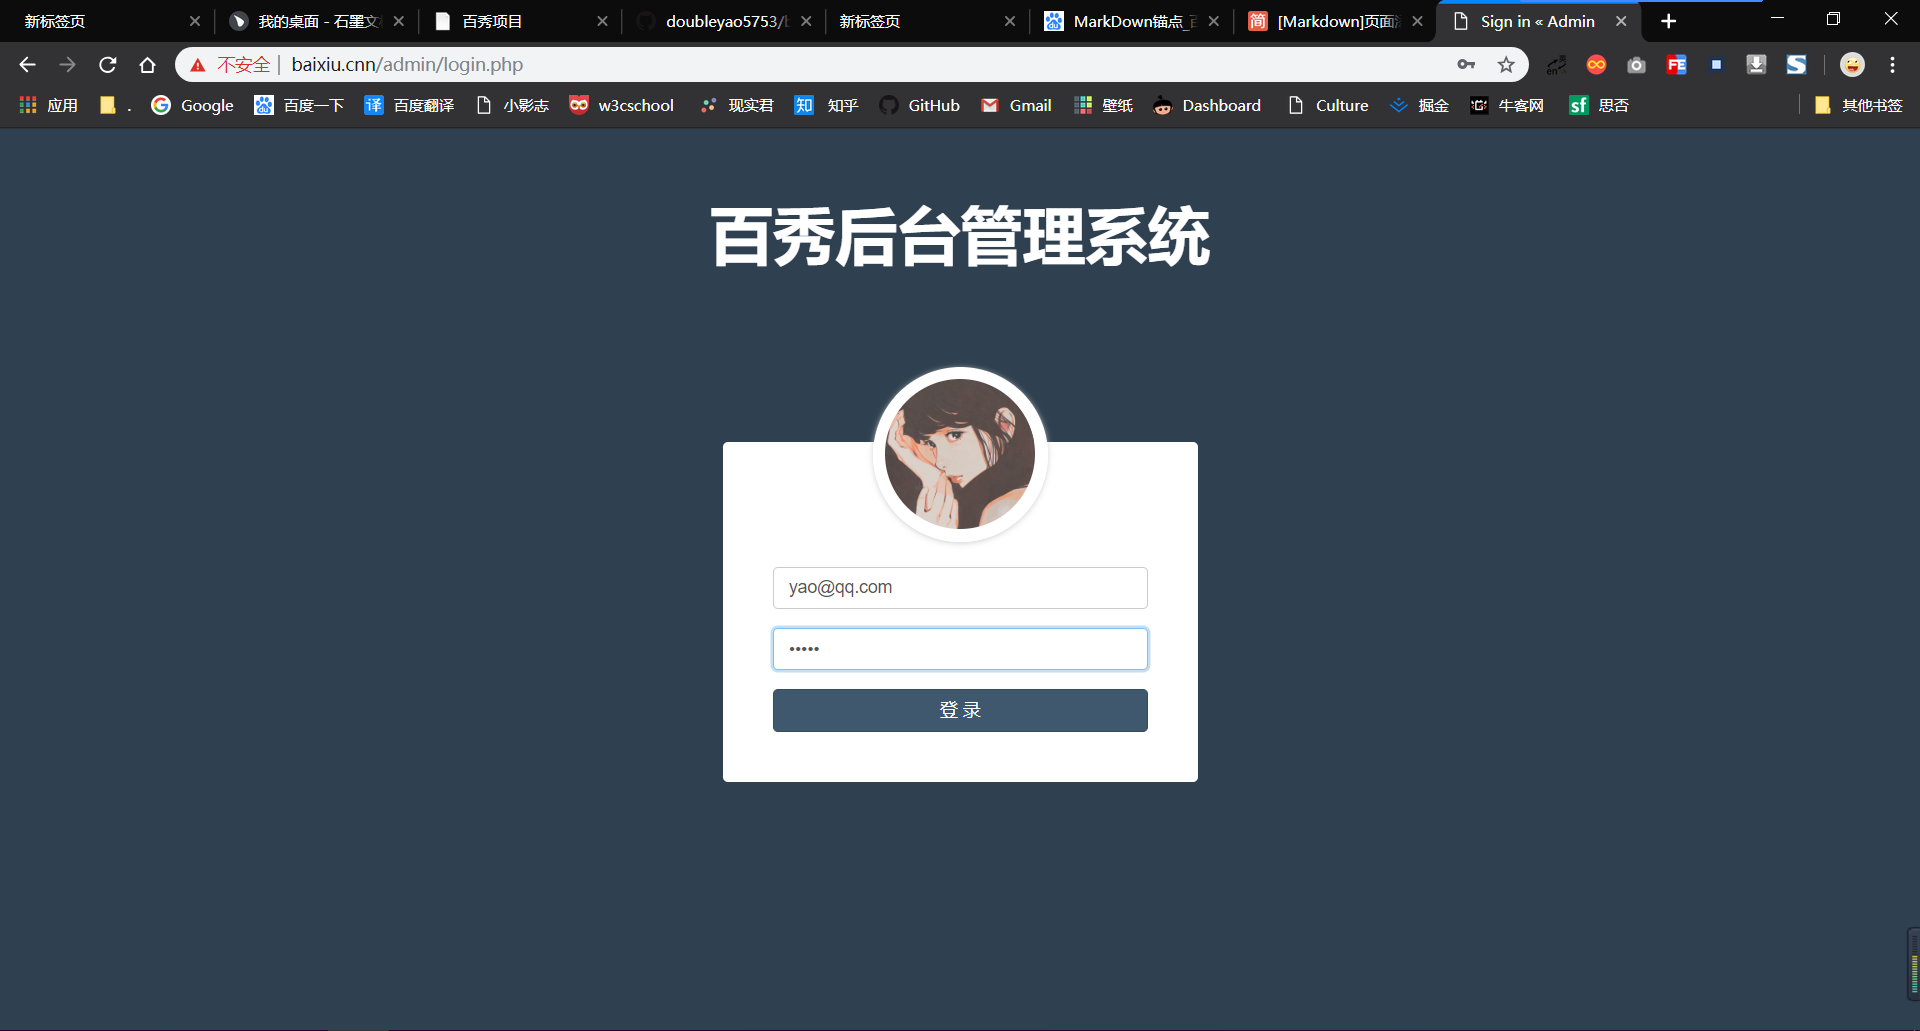 新标签页
我的桌面 - 石墨文
百秀项目
doubleyao5753/b
新标签页
MarkDown锚点_百
[Markdown]页面
Sign in « Admin
不安全 | baixiu.cnn/admin/login.php
应用 . Google 百度一下 百度翻译 小影志 w3cschool 现实君 知乎 GitHub Gmail 壁纸 Dashboard Culture 掘金 牛客网 思否 其他书签
百秀后台管理系统
yao@qq.com
•••••
登 录